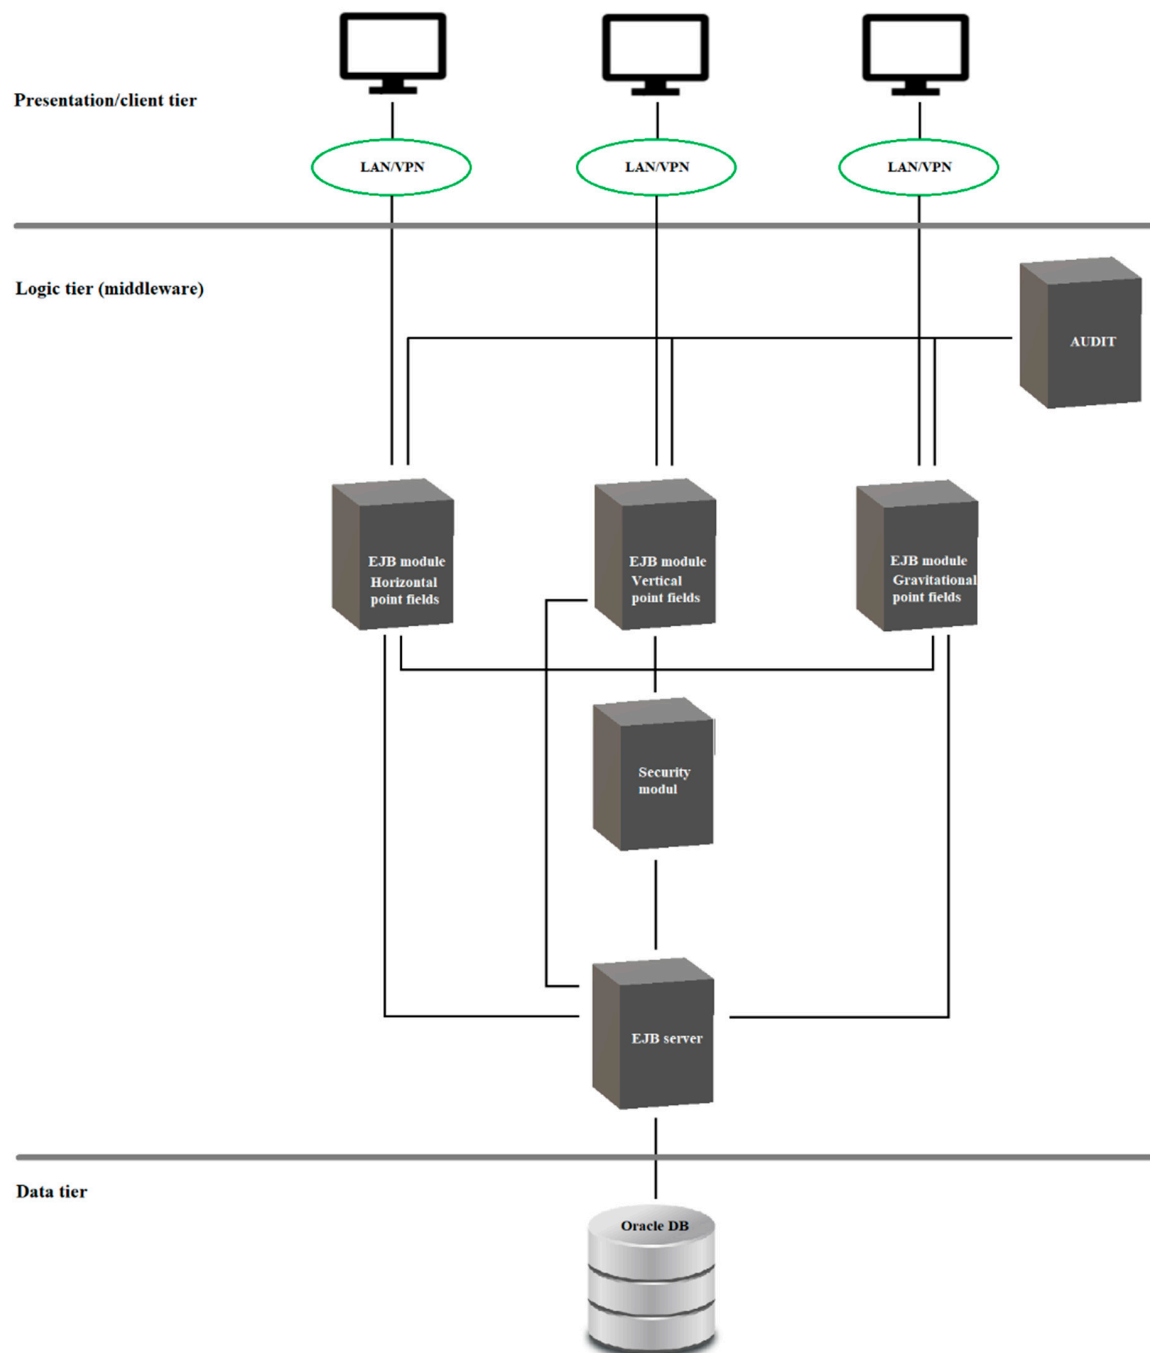 Presentation/client tier
LAN/VPN
LAN/VPN
LAN/VPN
Logic tier (middleware)
AUDIT
EJB module
Horizontal
point fields
EJB module
Vertical
point fields
EJB module
Gravitational
point fields
Security
modul
EJB server
Data tier
Oracle DB